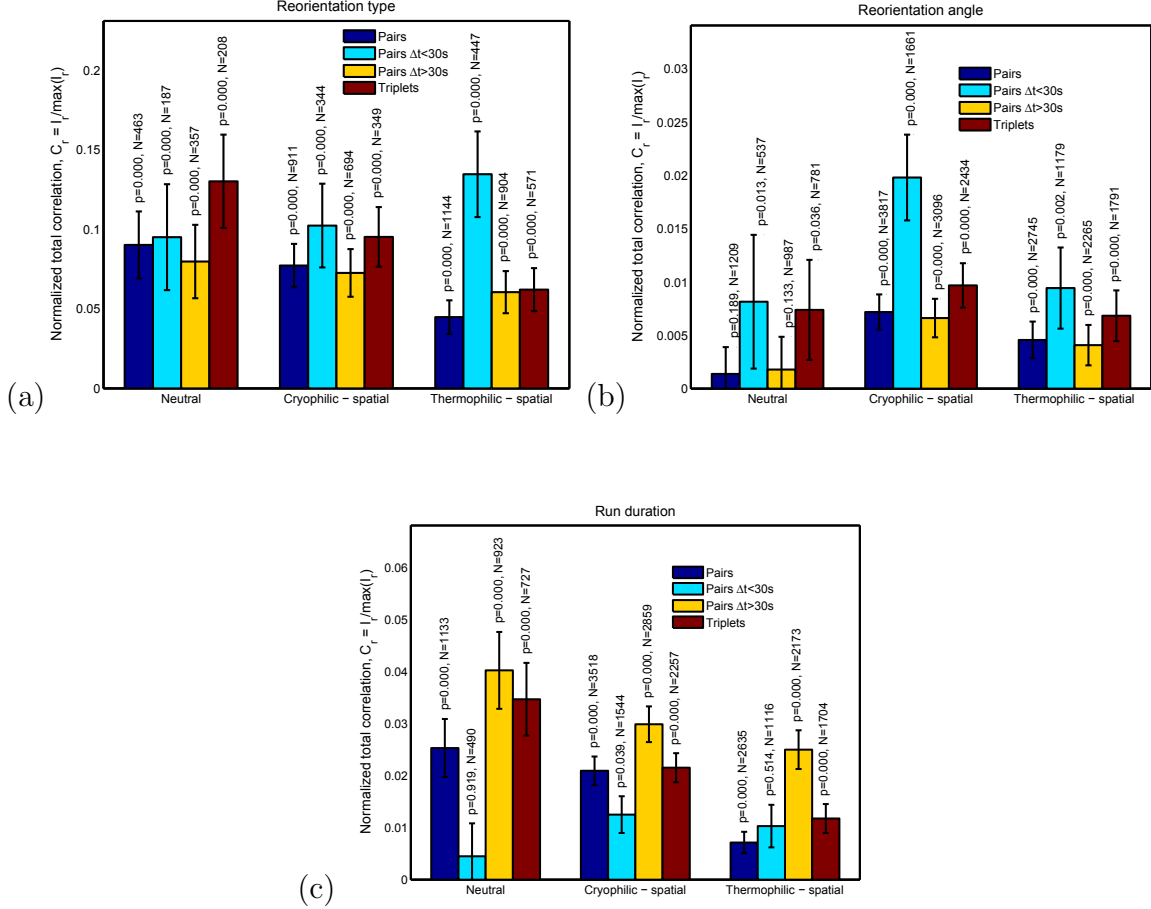 Reorientation type
Normalized total correlation, C_r = I_r/max(I_r)
0.2
0.15
0.1
0.05
0
Pairs
Pairs Δt<30s
Pairs Δt>30s
Triplets
p=0.000, N=463
p=0.000, N=187
p=0.000, N=357
p=0.000, N=208
p=0.000, N=911
p=0.000, N=344
p=0.000, N=694
p=0.000, N=349
p=0.000, N=1144
p=0.000, N=447
p=0.000, N=904
p=0.000, N=571
Neutral
Cryophilic − spatial
Thermophilic − spatial
(a)
Reorientation angle
Normalized total correlation, C_r = I_r/max(I_r)
0.03
0.025
0.02
0.015
0.01
0.005
0
Pairs
Pairs Δt<30s
Pairs Δt>30s
Triplets
p=0.189, N=1209
p=0.013, N=537
p=0.133, N=987
p=0.036, N=781
p=0.000, N=3817
p=0.000, N=1661
p=0.000, N=3096
p=0.000, N=2434
p=0.000, N=2745
p=0.002, N=1179
p=0.000, N=2265
p=0.000, N=1791
Neutral
Cryophilic − spatial
Thermophilic − spatial
(b)
Run duration
Normalized total correlation, C_r = I_r/max(I_r)
0.06
0.05
0.04
0.03
0.02
0.01
0
Pairs
Pairs Δt<30s
Pairs Δt>30s
Triplets
p=0.000, N=1133
p=0.919, N=490
p=0.000, N=923
p=0.000, N=727
p=0.000, N=3518
p=0.039, N=1544
p=0.000, N=2859
p=0.000, N=2257
p=0.000, N=2635
p=0.514, N=1116
p=0.000, N=2173
p=0.000, N=1704
Neutral
Cryophilic − spatial
Thermophilic − spatial
(c)